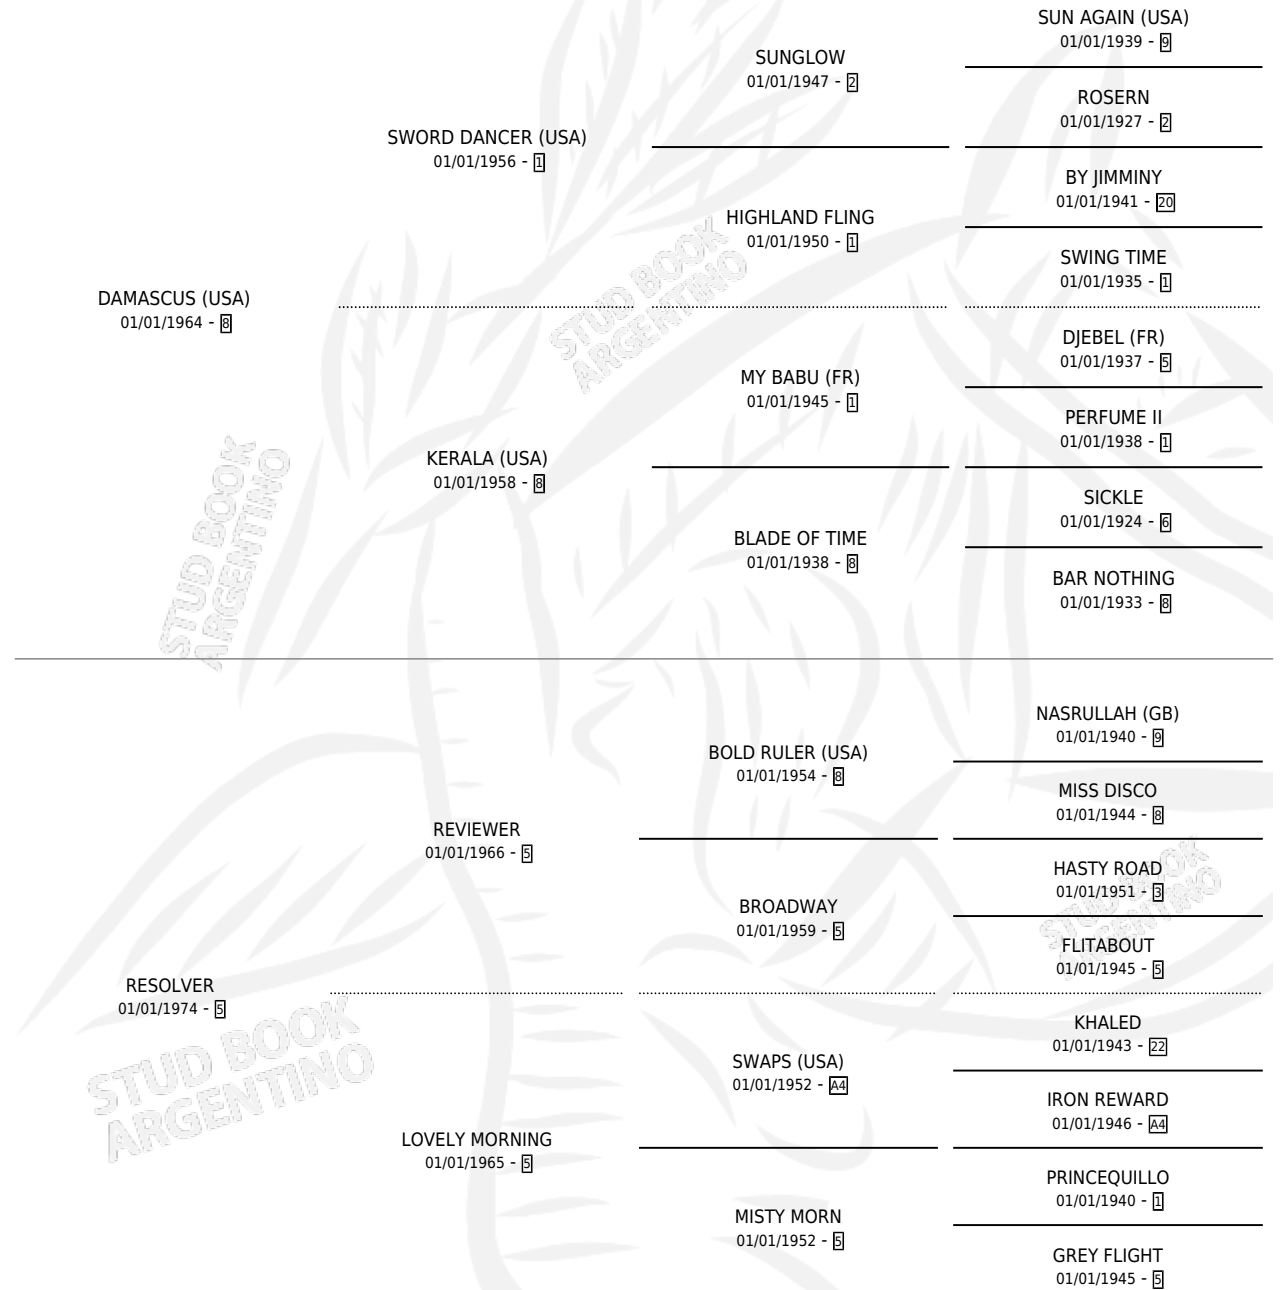 SUN AGAIN (USA)
01/01/1939 - 9
SUNGLOW
01/01/1947 - 2
ROSERN
01/01/1927 - 2
SWORD DANCER (USA)
01/01/1956 - 1
BY JIMMINY
01/01/1941 - 20
HIGHLAND FLING
01/01/1950 - 1
SWING TIME
01/01/1935 - 1
DAMASCUS (USA)
01/01/1964 - 8
DJEBEL (FR)
01/01/1937 - 5
MY BABU (FR)
01/01/1945 - 1
PERFUME II
01/01/1938 - 1
KERALA (USA)
01/01/1958 - 8
SICKLE
01/01/1924 - 6
BLADE OF TIME
01/01/1938 - 8
BAR NOTHING
01/01/1933 - 8
NASRULLAH (GB)
01/01/1940 - 9
BOLD RULER (USA)
01/01/1954 - 8
MISS DISCO
01/01/1944 - 8
REVIEWER
01/01/1966 - 5
HASTY ROAD
01/01/1951 - 3
BROADWAY
01/01/1959 - 5
FLITABOUT
01/01/1945 - 5
RESOLVER
01/01/1974 - 5
KHALED
01/01/1943 - 22
SWAPS (USA)
01/01/1952 - A4
IRON REWARD
01/01/1946 - A4
LOVELY MORNING
01/01/1965 - 5
PRINCEQUILLO
01/01/1940 - 1
MISTY MORN
01/01/1952 - 5
GREY FLIGHT
01/01/1945 - 5
STUD BOOK
ARGENTINO
STUD BOOK
ARGENTINO
STUD BOOK
ARGENTINO
STUD BOOK
ARGENTINO